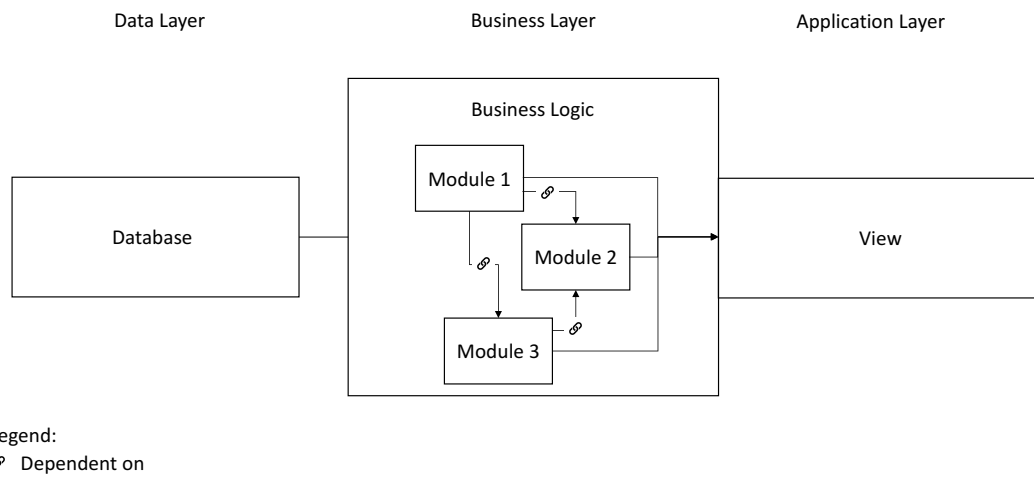 Data Layer
Business Layer
Application Layer
Business Logic
Module 1
Database
Module 2
View
Module 3
egend:
Dependent on